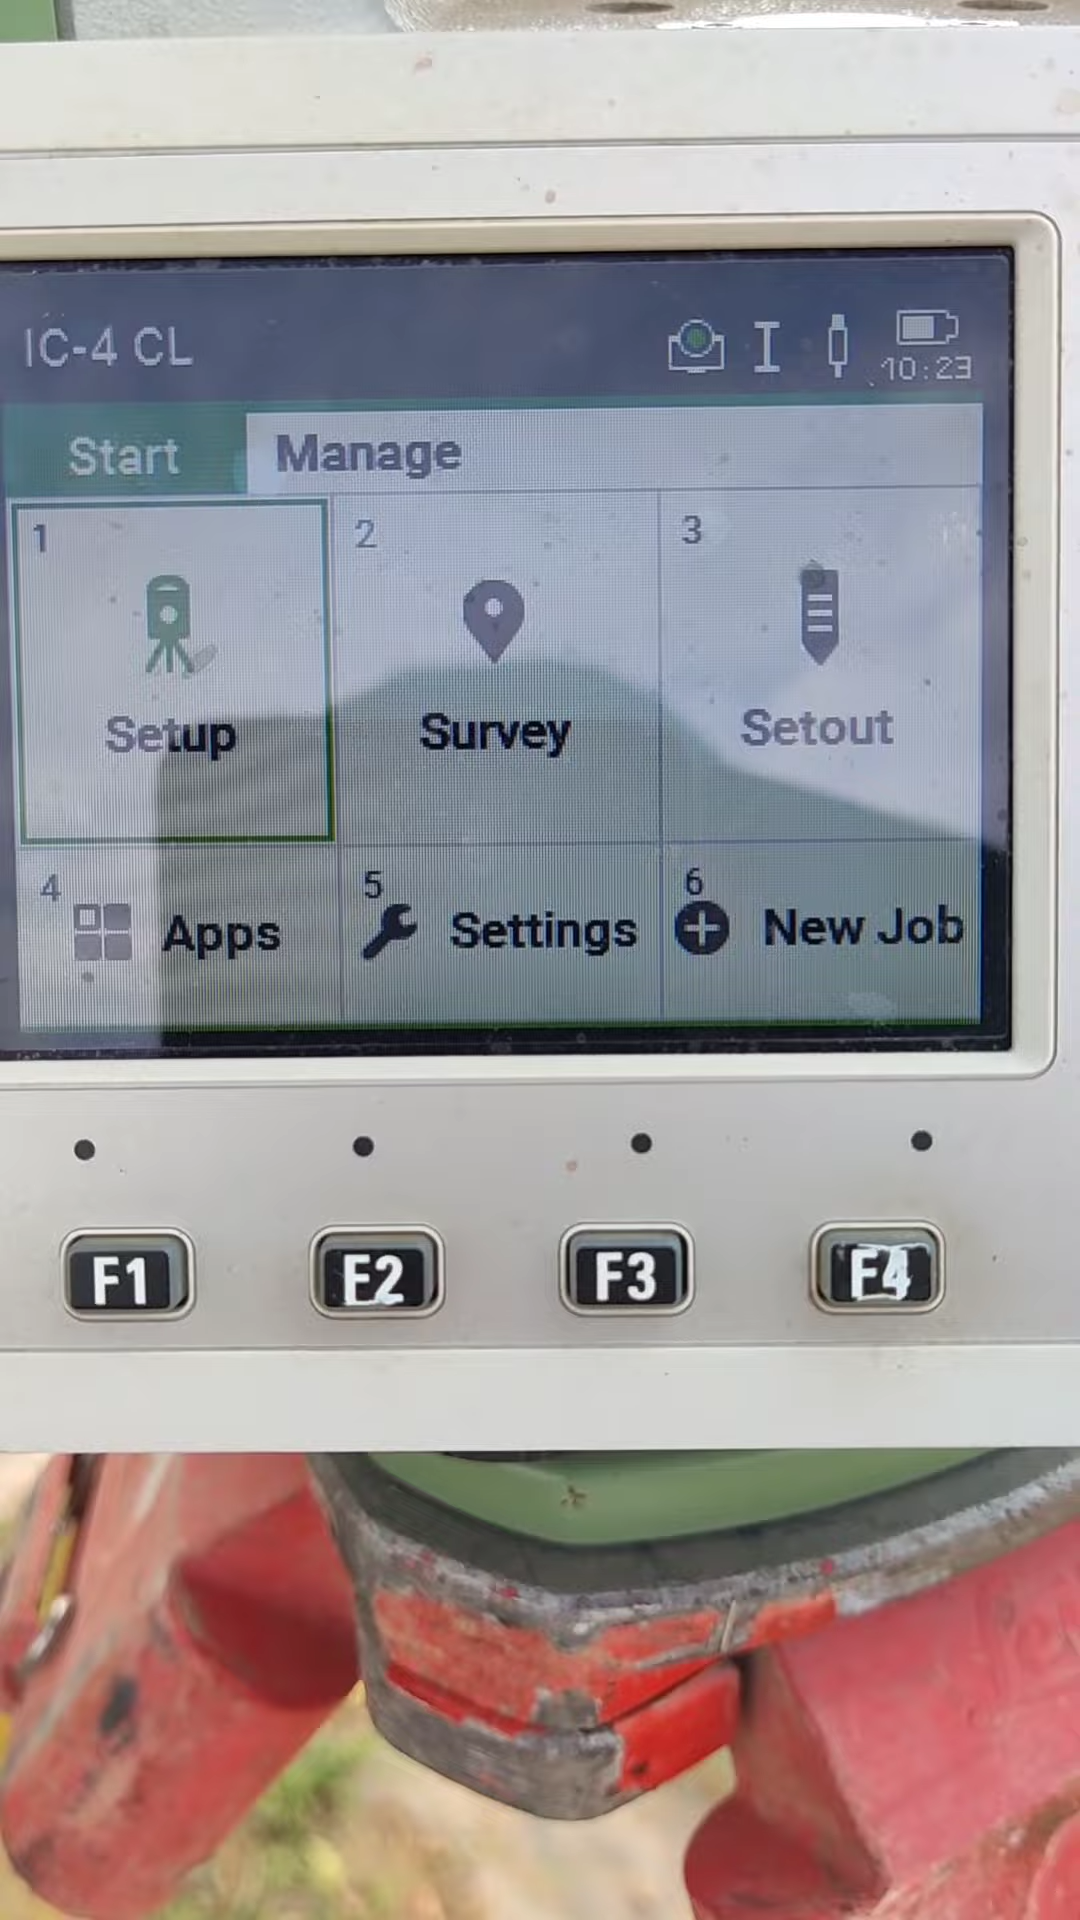 IC-4 CL
I
10:23
Start Manage
1 2 3
Setup Survey Setout
4 5 6
Apps Settings New Job
F1 F2 F3 F4